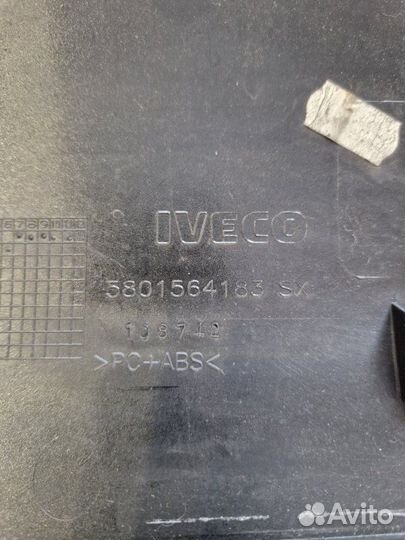 IVECO
5801564183 SX
>PC+ABS<
Avito